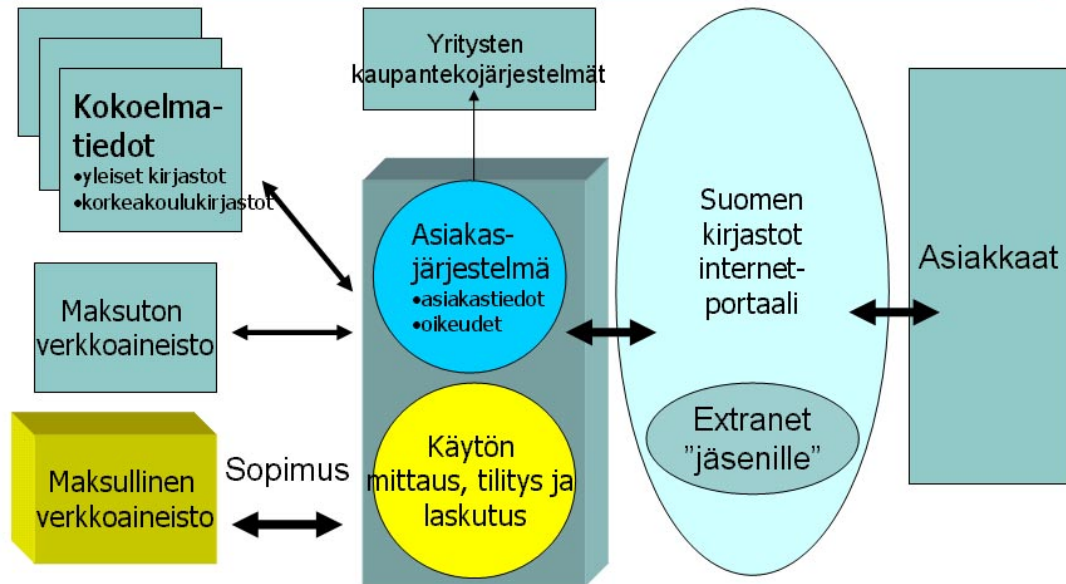 Kokoelma-
tiedot
•yleiset kirjastot
•korkeakoulukirjastot
Maksuton
verkkoaineisto
Maksullinen
verkkoaineisto
Sopimus
Yritysten
kaupantekojärjestelmät
Asiakas-
järjestelmä
•asiakastiedot
•oikeudet
Käytön
mittaus, tilitys ja
laskutus
Suomen
kirjastot
internet-
portaali
Extranet
”jäsenille”
Asiakkaat